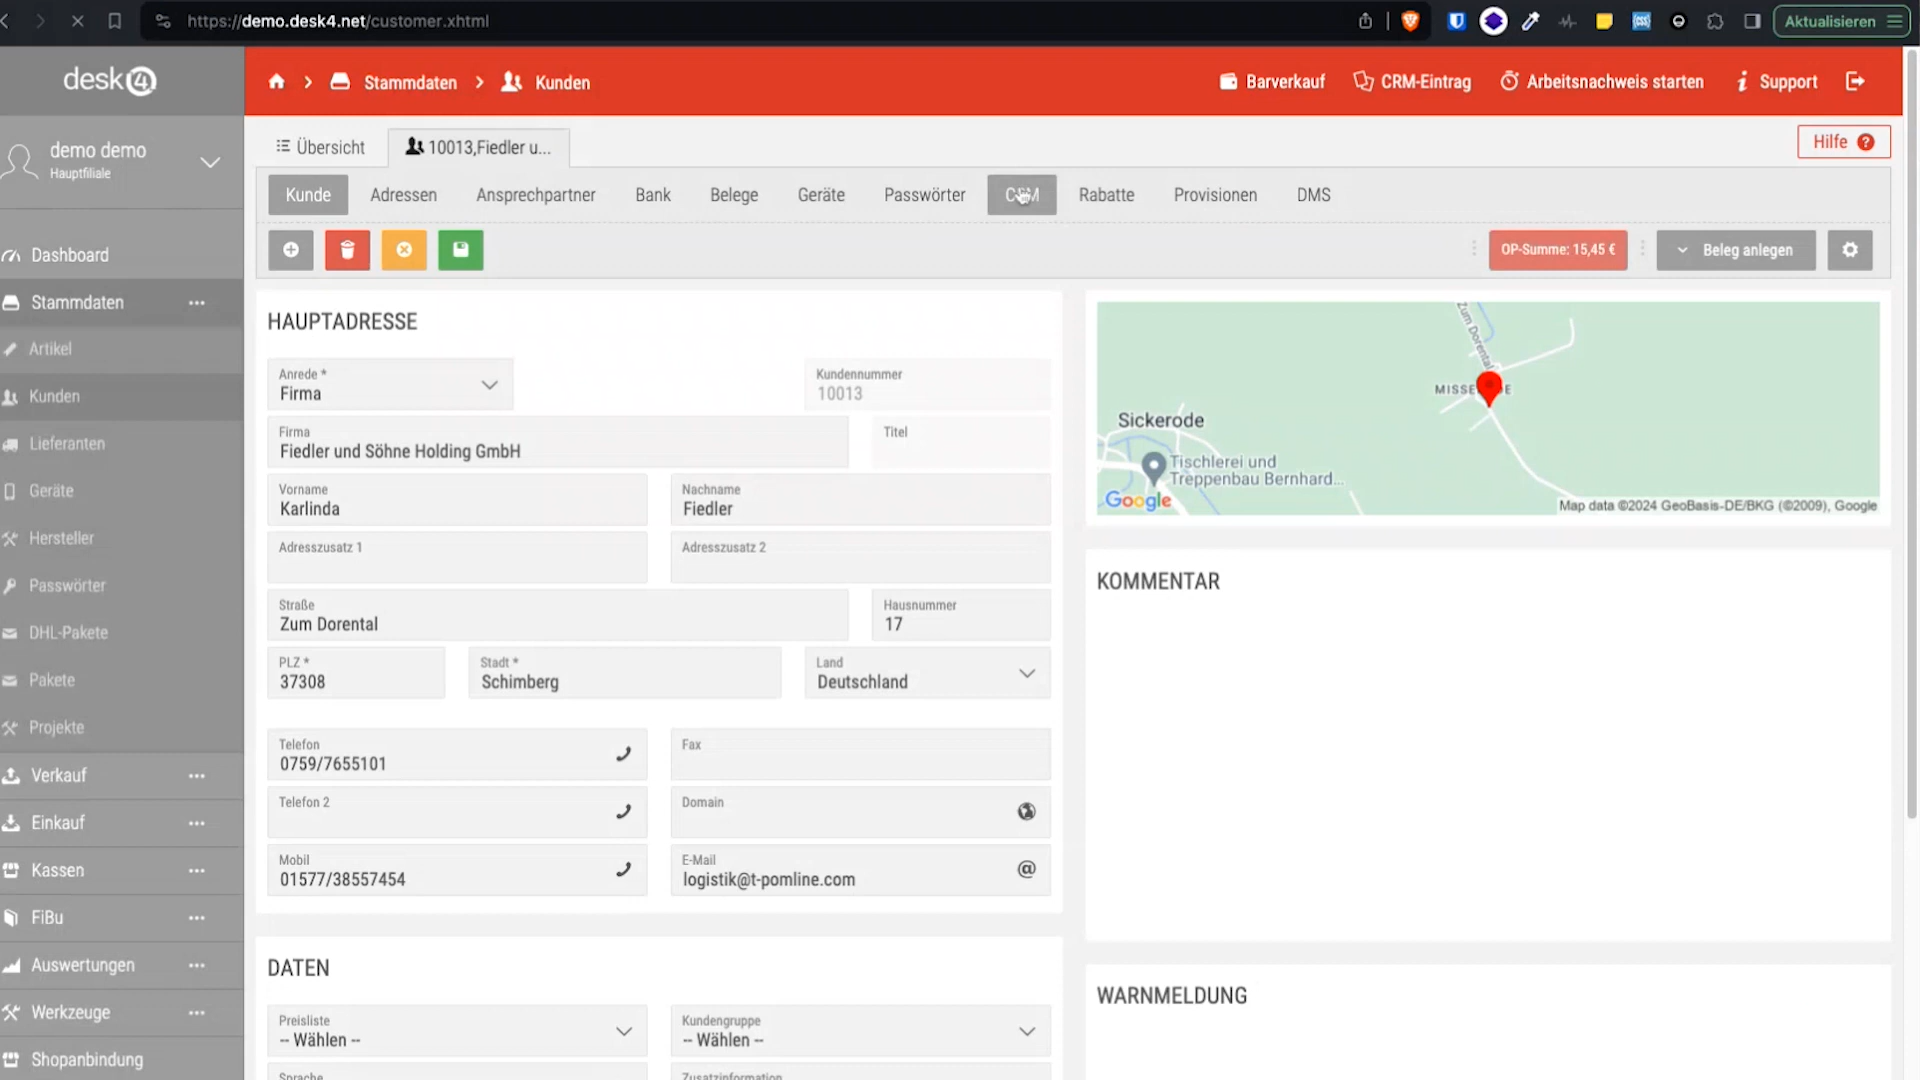 https://demo.desk4.net/customer.xhtml
Aktualisieren
desk4
Stammdaten
Kunden
Barverkauf
CRM-Eintrag
Arbeitsnachweis starten
Support
demo demo
Hauptfiliale
Übersicht
10013,Fiedler u...
Hilfe
Kunde
Adressen
Ansprechpartner
Bank
Belege
Geräte
Passwörter
Rabatte
Provisionen
DMS
OP-Summe: 15,45 €
Beleg anlegen
Dashboard
Stammdaten
Artikel
Kunden
Lieferanten
Geräte
Hersteller
Passwörter
DHL-Pakete
Pakete
Projekte
Verkauf
Einkauf
Kassen
FiBu
Auswertungen
Werkzeuge
Shopanbindung
HAUPTADRESSE
Anrede *
Firma
Kundennummer
10013
Firma
Fiedler und Söhne Holding GmbH
Titel
Vorname
Karlinda
Nachname
Fiedler
Adresszusatz 1
Adresszusatz 2
Straße
Zum Dorental
Hausnummer
17
PLZ *
37308
Stadt *
Schimberg
Land
Deutschland
Telefon
0759/7655101
Fax
Telefon 2
Domain
Mobil
01577/38557454
E-Mail
logistik@t-pomline.com
DATEN
Preisliste
-- Wählen --
Kundengruppe
-- Wählen --
Sprache
Zusatzinformation
Zum Dorental
Sickerode
Tischlerei und
Treppenbau Bernhard...
Google
Map data ©2024 GeoBasis-DE/BKG (©2009), Google
KOMMENTAR
WARNMELDUNG